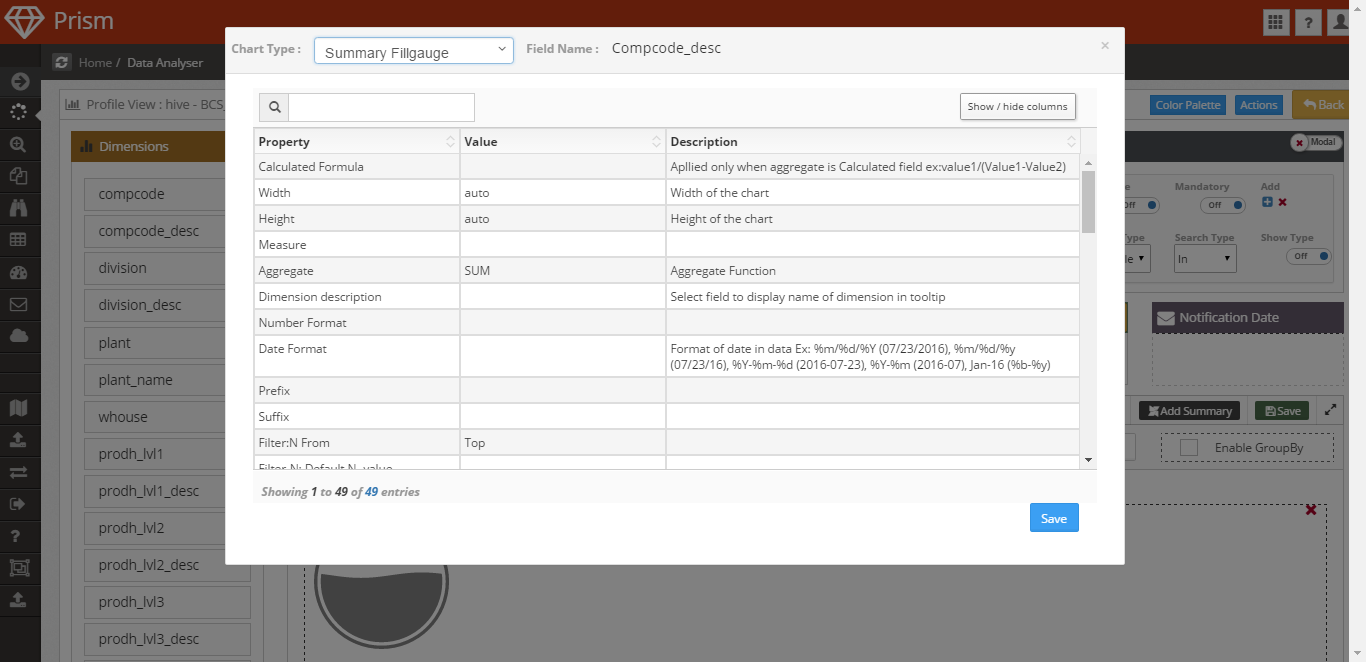 Prism
?
Home / Data Analyser
Profile View : hive - BCS
Color Palette
Actions
Back
Dimensions
compcode
compcode_desc
division
division_desc
plant
plant_name
whouse
prodh_lvl1
prodh_lvl1_desc
prodh_lvl2
prodh_lvl2_desc
prodh_lvl3
prodh_lvl3_desc
?
Chart Type :
Summary Fillgauge
Field Name :
Compcode_desc
×
Show / hide columns
Property Value Description
Calculated Formula Apllied only when aggregate is Calculated field ex:value1/(Value1-Value2)
Width auto Width of the chart
Height auto Height of the chart
Measure
Aggregate SUM Aggregate Function
Dimension description Select field to display name of dimension in tooltip
Number Format
Date Format Format of date in data Ex: %m/%d/%Y (07/23/2016), %m/%d/%y
(07/23/16), %Y-%m-%d (2016-07-23), %Y-%m (2016-07), Jan-16 (%b-%y)
Prefix
Suffix
Filter:N From Top
Filter N: Default N value
Showing 1 to 49 of 49 entries
Save
Modal
Mandatory
Add
Off
Off
Type
Search Type
Show Type
In
Off
Notification Date
Add Summary
Save
Enable GroupBy